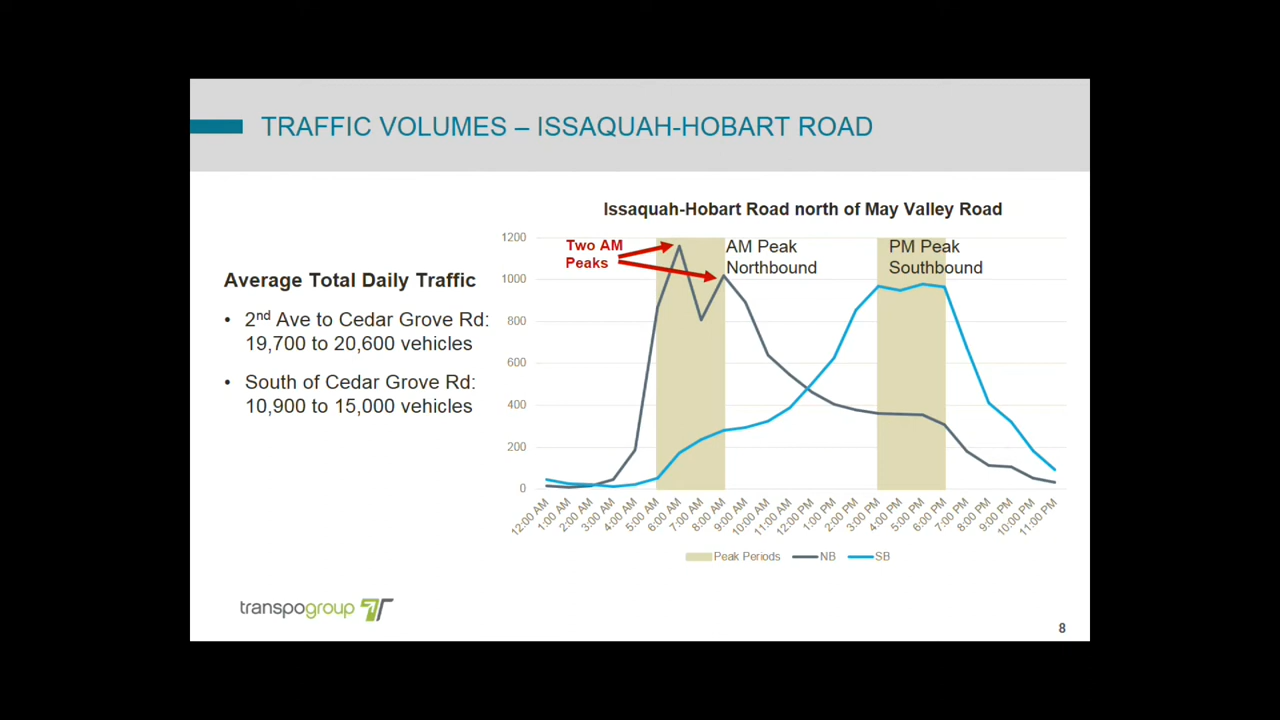 TRAFFIC VOLUMES – ISSAQUAH-HOBART ROAD
Average Total Daily Traffic
• 2nd Ave to Cedar Grove Rd:
19,700 to 20,600 vehicles
• South of Cedar Grove Rd:
10,900 to 15,000 vehicles
Issaquah-Hobart Road north of May Valley Road
1200
1000
800
600
400
200
0
Two AM
Peaks
AM Peak
Northbound
PM Peak
Southbound
12:00 AM
1:00 AM
2:00 AM
3:00 AM
4:00 AM
5:00 AM
6:00 AM
7:00 AM
8:00 AM
9:00 AM
10:00 AM
11:00 AM
12:00 PM
1:00 PM
2:00 PM
3:00 PM
4:00 PM
5:00 PM
6:00 PM
7:00 PM
8:00 PM
9:00 PM
10:00 PM
11:00 PM
Peak Periods NB SB
transpogroup
8